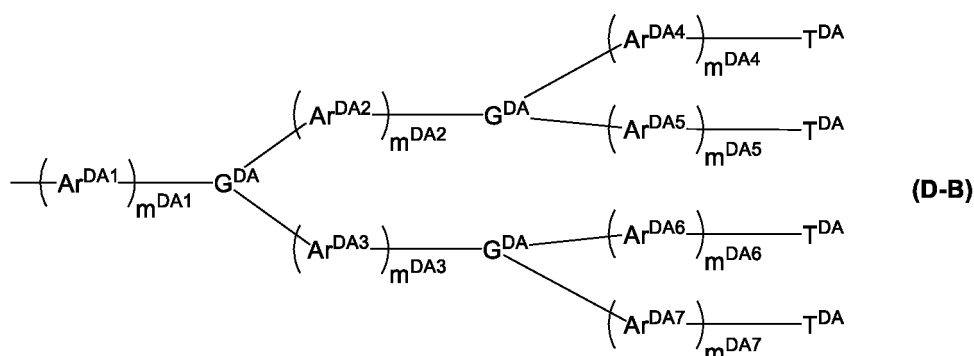 (Ar^DA4)m^DA4 T^DA
(Ar^DA2)m^DA2 G^DA
(Ar^DA5)m^DA5 T^DA
(Ar^DA1)m^DA1 G^DA (D-B)
(Ar^DA3)m^DA3 G^DA
(Ar^DA6)m^DA6 T^DA
(Ar^DA7)m^DA7 T^DA